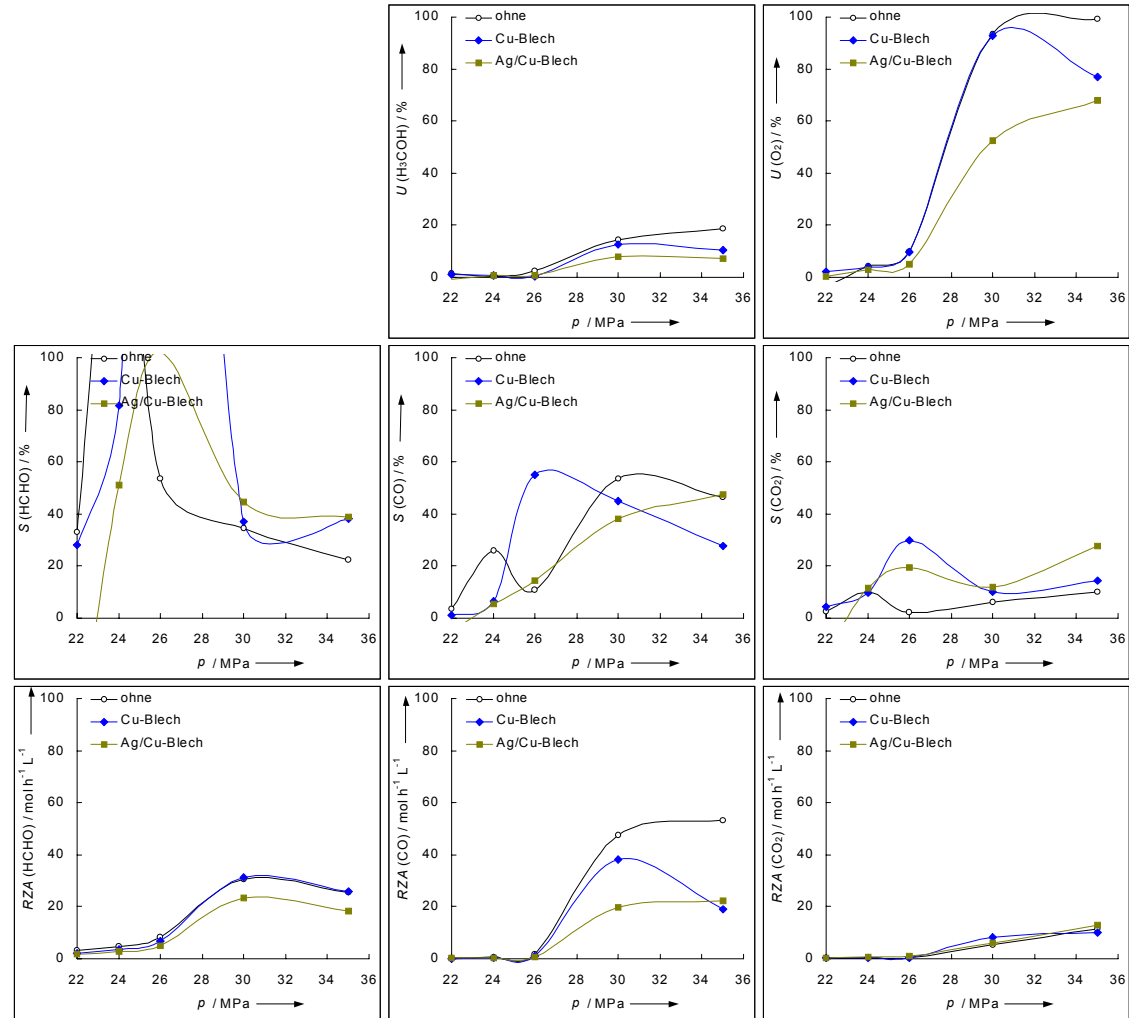 100
80
60
40
20
0
22 24 26 28 30 32 34 36
U (H₃COH) / %
p / MPa
ohne
Cu-Blech
Ag/Cu-Blech
100
80
60
40
20
0
22 24 26 28 30 32 34 36
U (O₂) / %
p / MPa
ohne
Cu-Blech
Ag/Cu-Blech
100
80
60
40
20
0
22 24 26 28 30 32 34 36
S (HCHO) / %
p / MPa
ohne
Cu-Blech
Ag/Cu-Blech
100
80
60
40
20
0
22 24 26 28 30 32 34 36
S (CO) / %
p / MPa
ohne
Cu-Blech
Ag/Cu-Blech
100
80
60
40
20
0
22 24 26 28 30 32 34 36
S (CO₂) / %
p / MPa
ohne
Cu-Blech
Ag/Cu-Blech
100
80
60
40
20
0
22 24 26 28 30 32 34 36
RZA (HCHO) / mol h⁻¹ L⁻¹
p / MPa
ohne
Cu-Blech
Ag/Cu-Blech
100
80
60
40
20
0
22 24 26 28 30 32 34 36
RZA (CO) / mol h⁻¹ L⁻¹
p / MPa
ohne
Cu-Blech
Ag/Cu-Blech
100
80
60
40
20
0
22 24 26 28 30 32 34 36
RZA (CO₂) / mol h⁻¹ L⁻¹
p / MPa
ohne
Cu-Blech
Ag/Cu-Blech